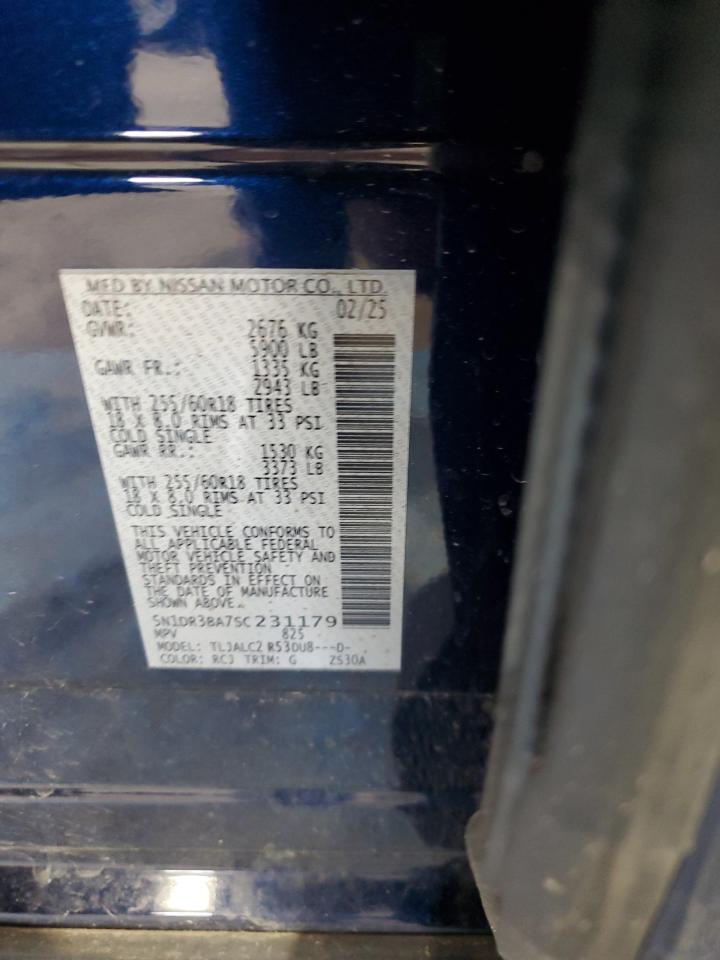 MFD BY NISSAN MOTOR CO., LTD.
DATE: 02/25
GVWR: 2676 KG
5900 LB
GAWR FR.: 1335 KG
2943 LB
WITH 255/60R18 TIRES
18 X 8.0 RIMS AT 33 PSI
COLD SINGLE
GAWR RR.: 1530 KG
3373 LB
WITH 255/60R18 TIRES
18 X 8.0 RIMS AT 33 PSI
COLD SINGLE
THIS VEHICLE CONFORMS TO
ALL APPLICABLE FEDERAL
MOTOR VEHICLE SAFETY AND
THEFT PREVENTION
STANDARDS IN EFFECT ON
THE DATE OF MANUFACTURE
SHOWN ABOVE.
5N1DR3BA7SC231179
MPV 825
MODEL: TLJALC2 R53DU8---D-
COLOR: RCJ TRIM: G ZS30A